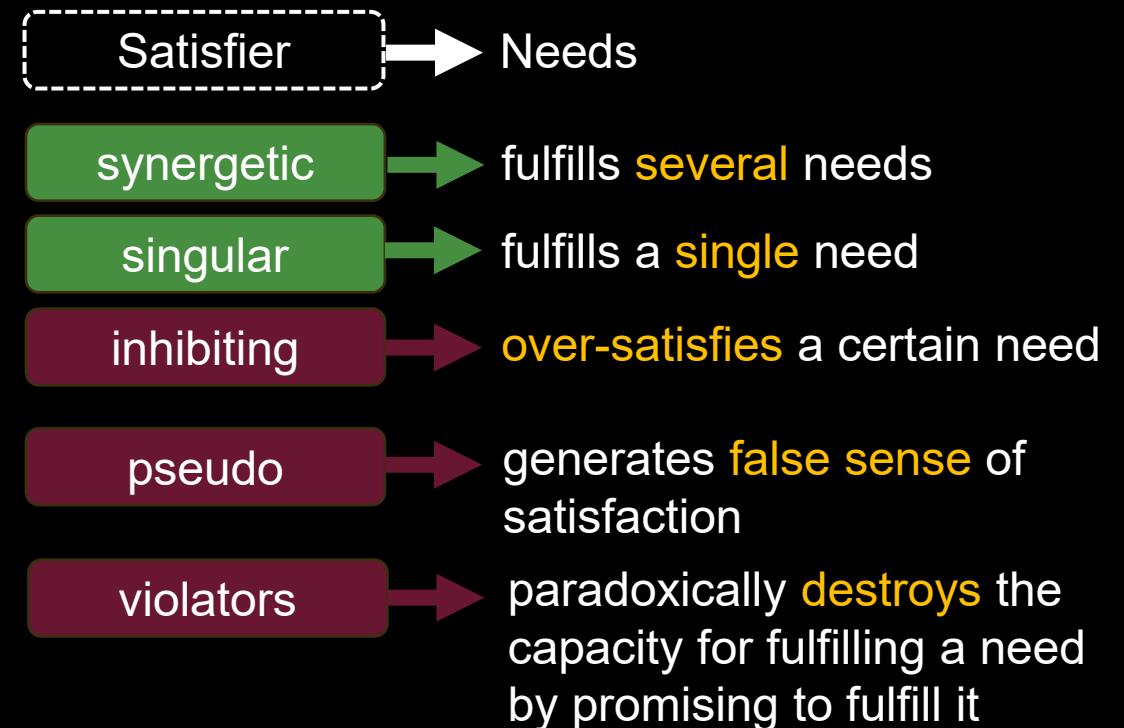 Satisfier Needs
synergetic fulfills several needs
singular fulfills a single need
inhibiting over-satisfies a certain need
pseudo generates false sense of
satisfaction
violators paradoxically destroys the
capacity for fulfilling a need
by promising to fulfill it